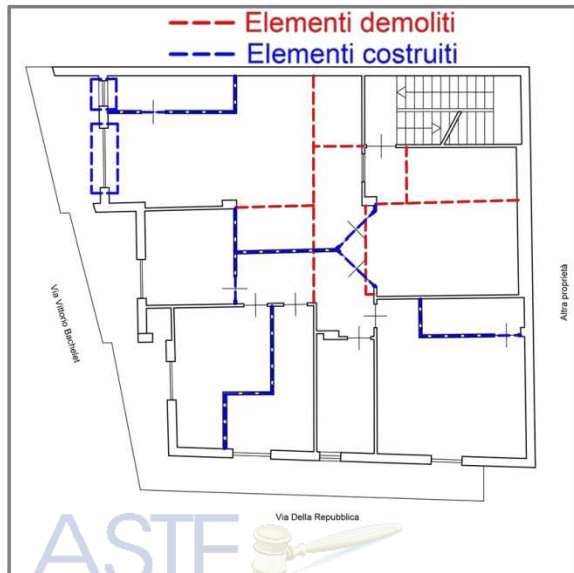 Elementi demoliti
Elementi costruiti
Via Vittorio Bachelet
Altra proprietà
Via Della Repubblica
ASTE